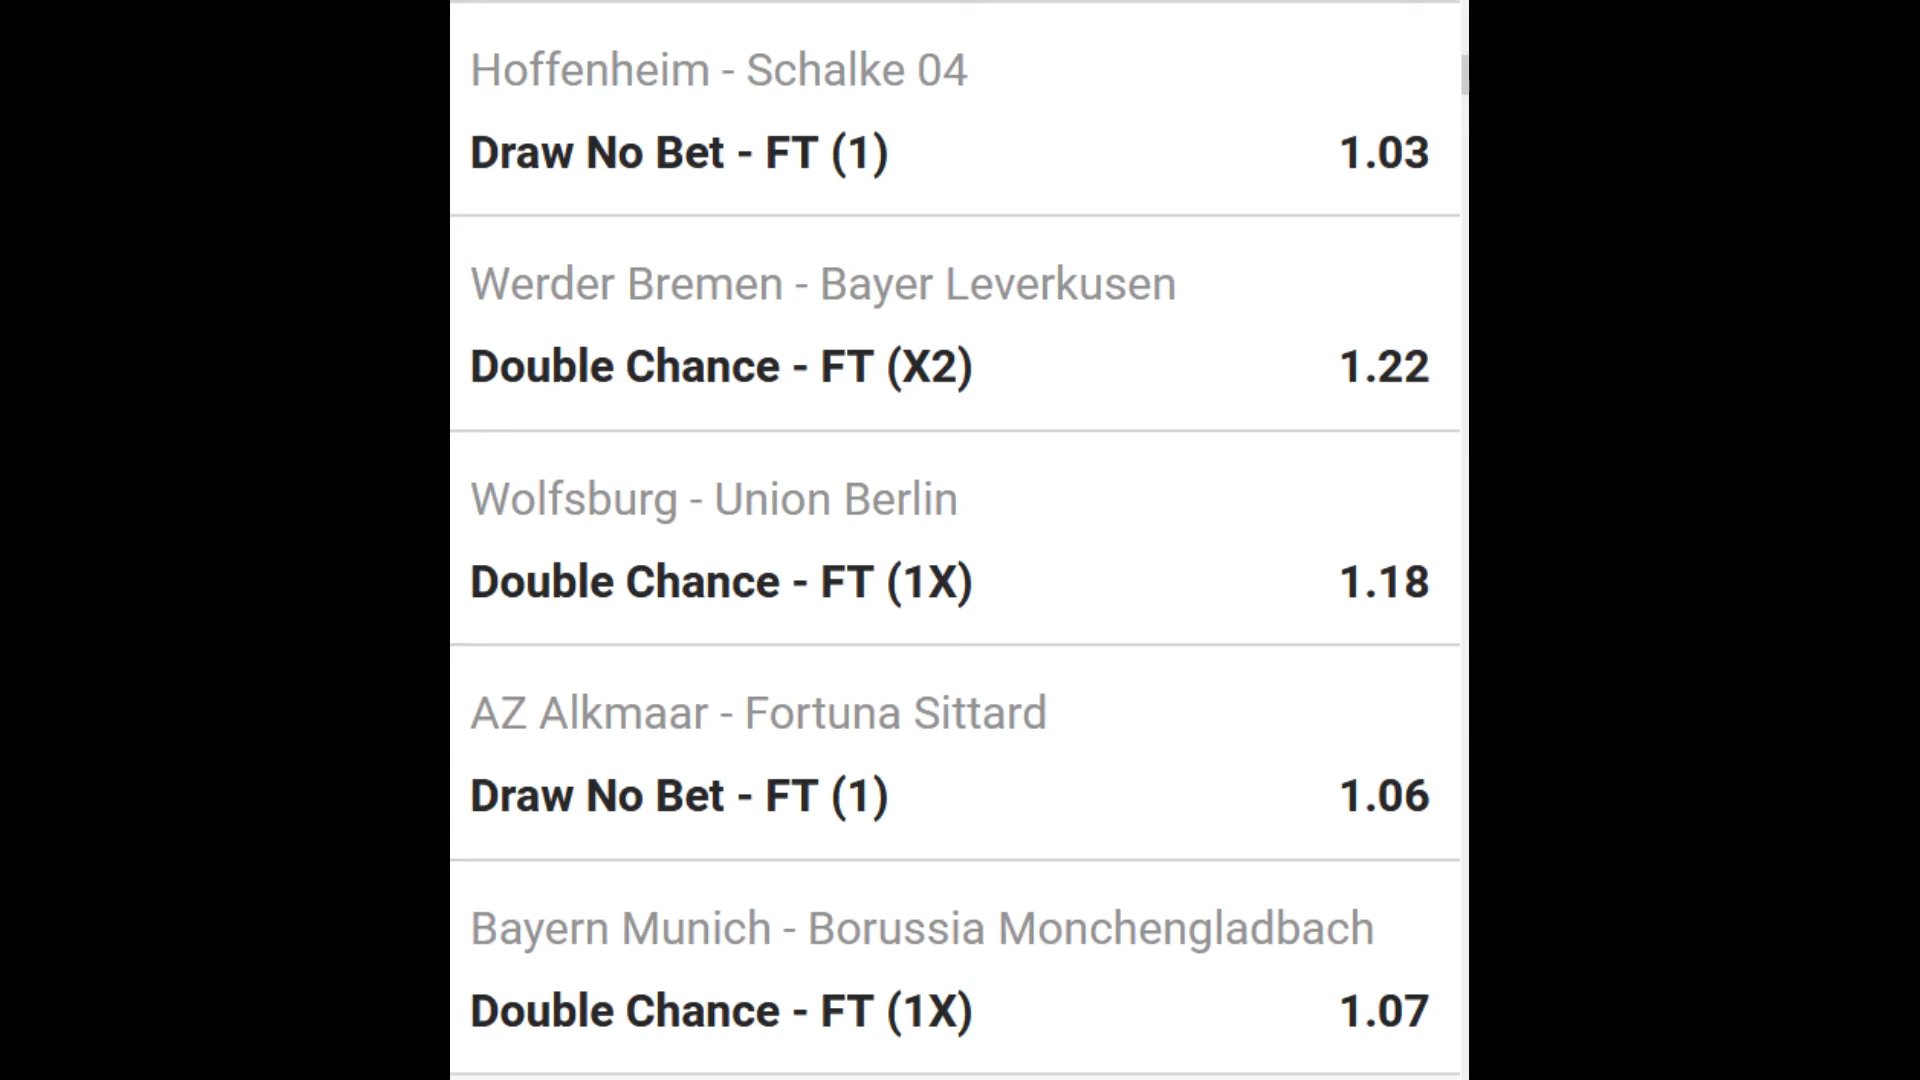 Hoffenheim - Schalke 04
Draw No Bet - FT (1) 1.03
Werder Bremen - Bayer Leverkusen
Double Chance - FT (X2) 1.22
Wolfsburg - Union Berlin
Double Chance - FT (1X) 1.18
AZ Alkmaar - Fortuna Sittard
Draw No Bet - FT (1) 1.06
Bayern Munich - Borussia Monchengladbach
Double Chance - FT (1X) 1.07